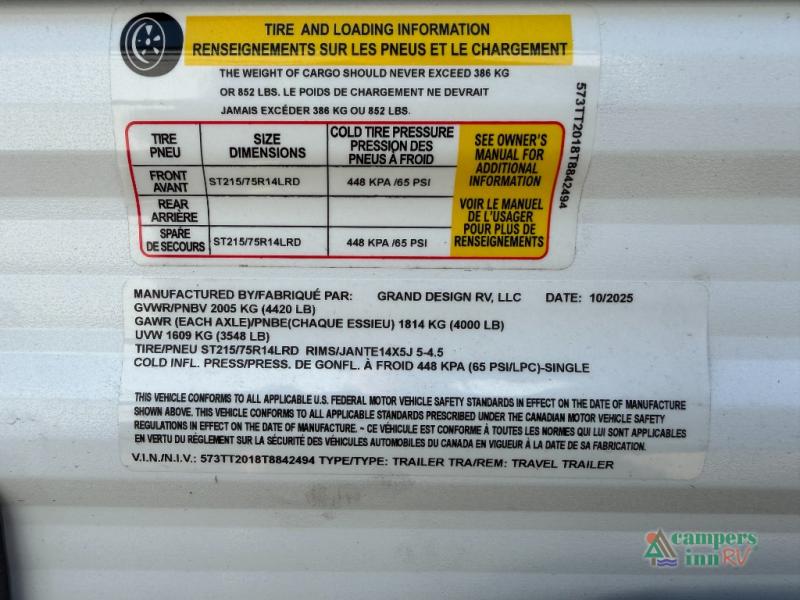 TIRE AND LOADING INFORMATION
RENSEIGNEMENTS SUR LES PNEUS ET LE CHARGEMENT
THE WEIGHT OF CARGO SHOULD NEVER EXCEED 386 KG
OR 852 LBS. LE POIDS DE CHARGEMENT NE DEVRAIT
JAMAIS EXCÉDER 386 KG OU 852 LBS.
573TT2018T8842494
TIRE
PNEU
SIZE
DIMENSIONS
COLD TIRE PRESSURE
PRESSION DES
PNEUS À FROID
SEE OWNER'S
MANUAL FOR
ADDITIONAL
INFORMATION
FRONT
AVANT
ST215/75R14LRD
448 KPA /65 PSI
REAR
ARRIÈRE
VOIR LE MANUEL
DE L'USAGER
POUR PLUS DE
RENSEIGNEMENTS
SPARE
DE SECOURS
ST215/75R14LRD
448 KPA /65 PSI
MANUFACTURED BY/FABRIQUÉ PAR: GRAND DESIGN RV, LLC DATE: 10/2025
GVWR/PNBV 2005 KG (4420 LB)
GAWR (EACH AXLE)/PNBE(CHAQUE ESSIEU) 1814 KG (4000 LB)
UVW 1609 KG (3548 LB)
TIRE/PNEU ST215/75R14LRD RIMS/JANTE14X5J 5-4.5
COLD INFL. PRESS/PRESS. DE GONFL. À FROID 448 KPA (65 PSI/LPC)-SINGLE
THIS VEHICLE CONFORMS TO ALL APPLICABLE U.S. FEDERAL MOTOR VEHICLE SAFETY STANDARDS IN EFFECT ON THE DATE OF MANUFACTURE
SHOWN ABOVE. THIS VEHICLE CONFORMS TO ALL APPLICABLE STANDARDS PRESCRIBED UNDER THE CANADIAN MOTOR VEHICLE SAFETY
REGULATIONS IN EFFECT ON THE DATE OF MANUFACTURE. ~ CE VÉHICULE EST CONFORME À TOUTES LES NORMES QUI LUI SONT APPLICABLES
EN VERTU DU RÉGLEMENT SUR LA SÉCURITÉ DES VÉHICULES AUTOMOBILES DU CANADA EN VIGUEUR À LA DATE DE SA FABRICATION.
V.I.N./N.I.V.: 573TT2018T8842494 TYPE/TYPE: TRAILER TRA/REM: TRAVEL TRAILER
campers
inn RV